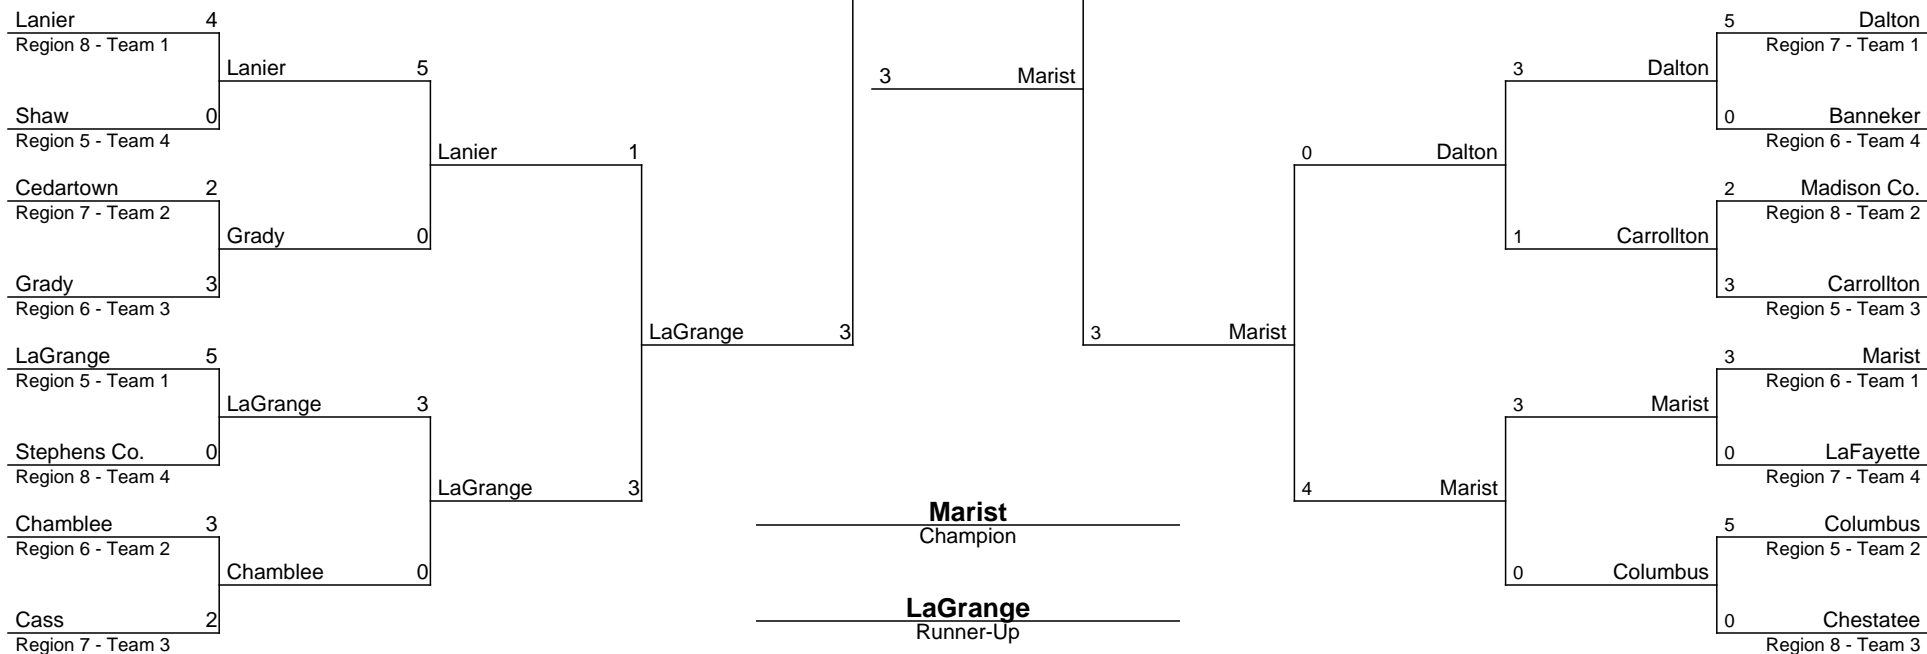 Lanier 4
Region 8 - Team 1
Lanier 5
Shaw 0
Region 5 - Team 4
Lanier 1
Cedartown 2
Region 7 - Team 2
Grady 0
Grady 3
Region 6 - Team 3
LaGrange 3
LaGrange 5
Region 5 - Team 1
LaGrange 3
Stephens Co. 0
Region 8 - Team 4
LaGrange 3
Chamblee 3
Region 6 - Team 2
Chamblee 0
Cass 2
Region 7 - Team 3
3 Marist
Marist
Champion
LaGrange
Runner-Up
5 Dalton
Region 7 - Team 1
3 Dalton
0 Banneker
Region 6 - Team 4
0 Dalton
2 Madison Co.
Region 8 - Team 2
1 Carrollton
3 Carrollton
Region 5 - Team 3
3 Marist
3 Marist
Region 6 - Team 1
3 Marist
0 LaFayette
Region 7 - Team 4
4 Marist
5 Columbus
Region 5 - Team 2
0 Columbus
0 Chestatee
Region 8 - Team 3